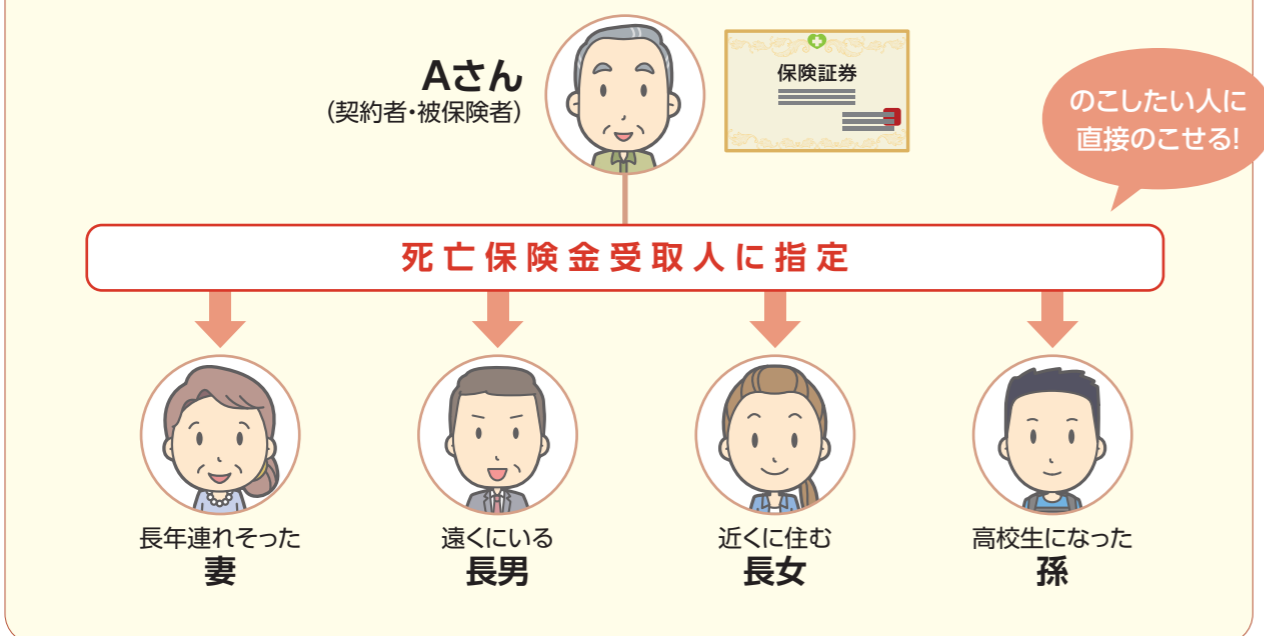 Aさん
(契約者・被保険者)
保険証券
のこしたい人に
直接のこせる!
死亡保険金受取人に指定
長年連れそった
妻
遠くにいる
長男
近くに住む
長女
高校生になった
孫